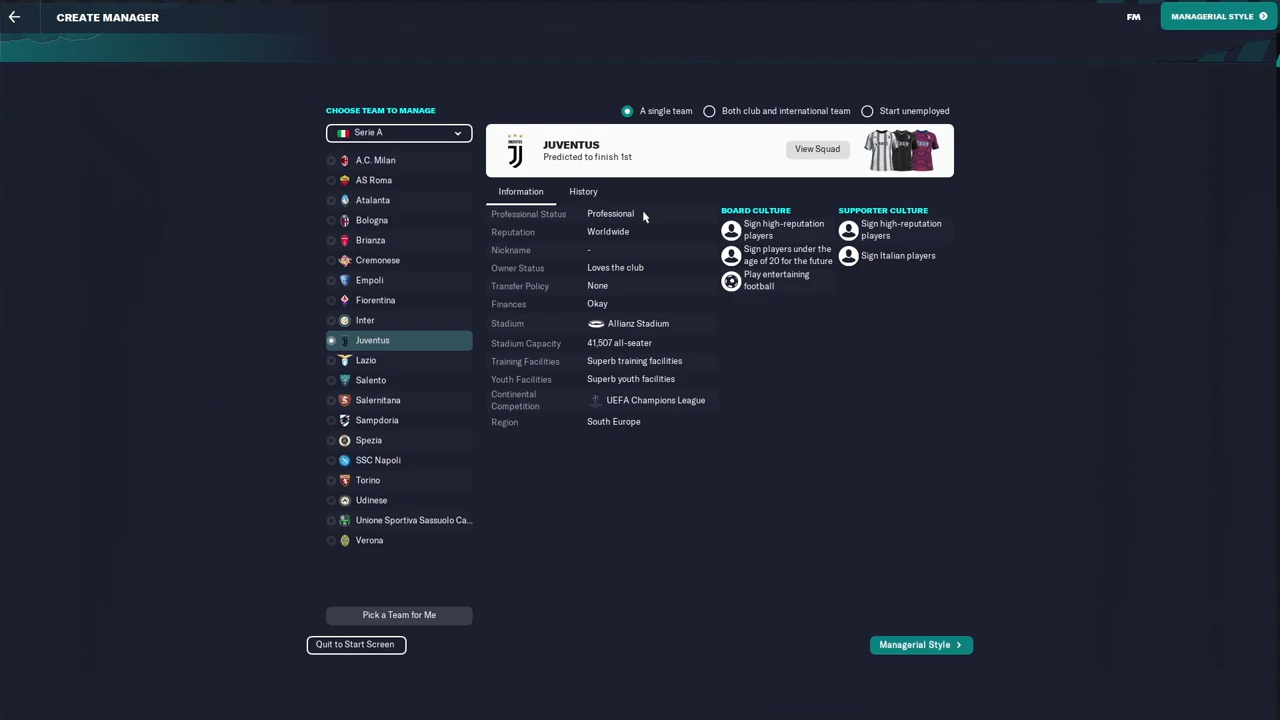 CREATE MANAGER
FM
MANAGERIAL STYLE
CHOOSE TEAM TO MANAGE
A single team
Both club and international team
Start unemployed
Serie A
JUVENTUS
Predicted to finish 1st
View Squad
A.C. Milan
AS Roma
Atalanta
Bologna
Brianza
Cremonese
Empoli
Fiorentina
Inter
Juventus
Lazio
Salento
Salernitana
Sampdoria
Spezia
SSC Napoli
Torino
Udinese
Unione Sportiva Sassuolo Ca...
Verona
Information
History
Professional Status
Professional
Reputation
Worldwide
Nickname
-
Owner Status
Loves the club
Transfer Policy
None
Finances
Okay
Stadium
Allianz Stadium
Stadium Capacity
41,507 all-seater
Training Facilities
Superb training facilities
Youth Facilities
Superb youth facilities
Continental
Competition
UEFA Champions League
Region
South Europe
BOARD CULTURE
Sign high-reputation
players
Sign players under the
age of 20 for the future
Play entertaining
football
SUPPORTER CULTURE
Sign high-reputation
players
Sign Italian players
Pick a Team for Me
Quit to Start Screen
Managerial Style